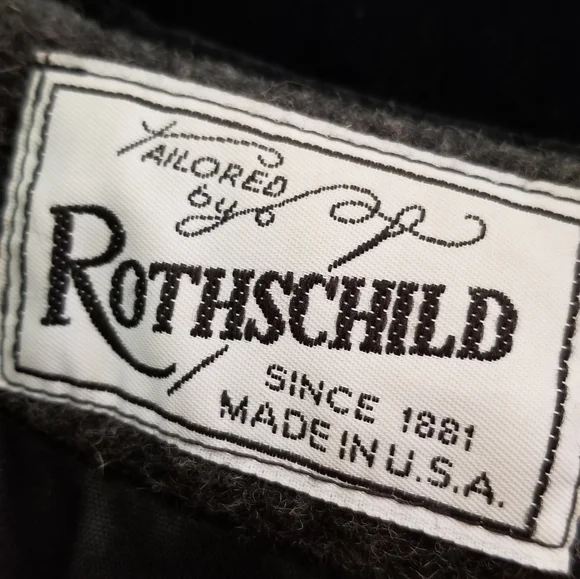 TAILORED
by
ROTHSCHILD
SINCE 1881
MADE IN U.S.A.